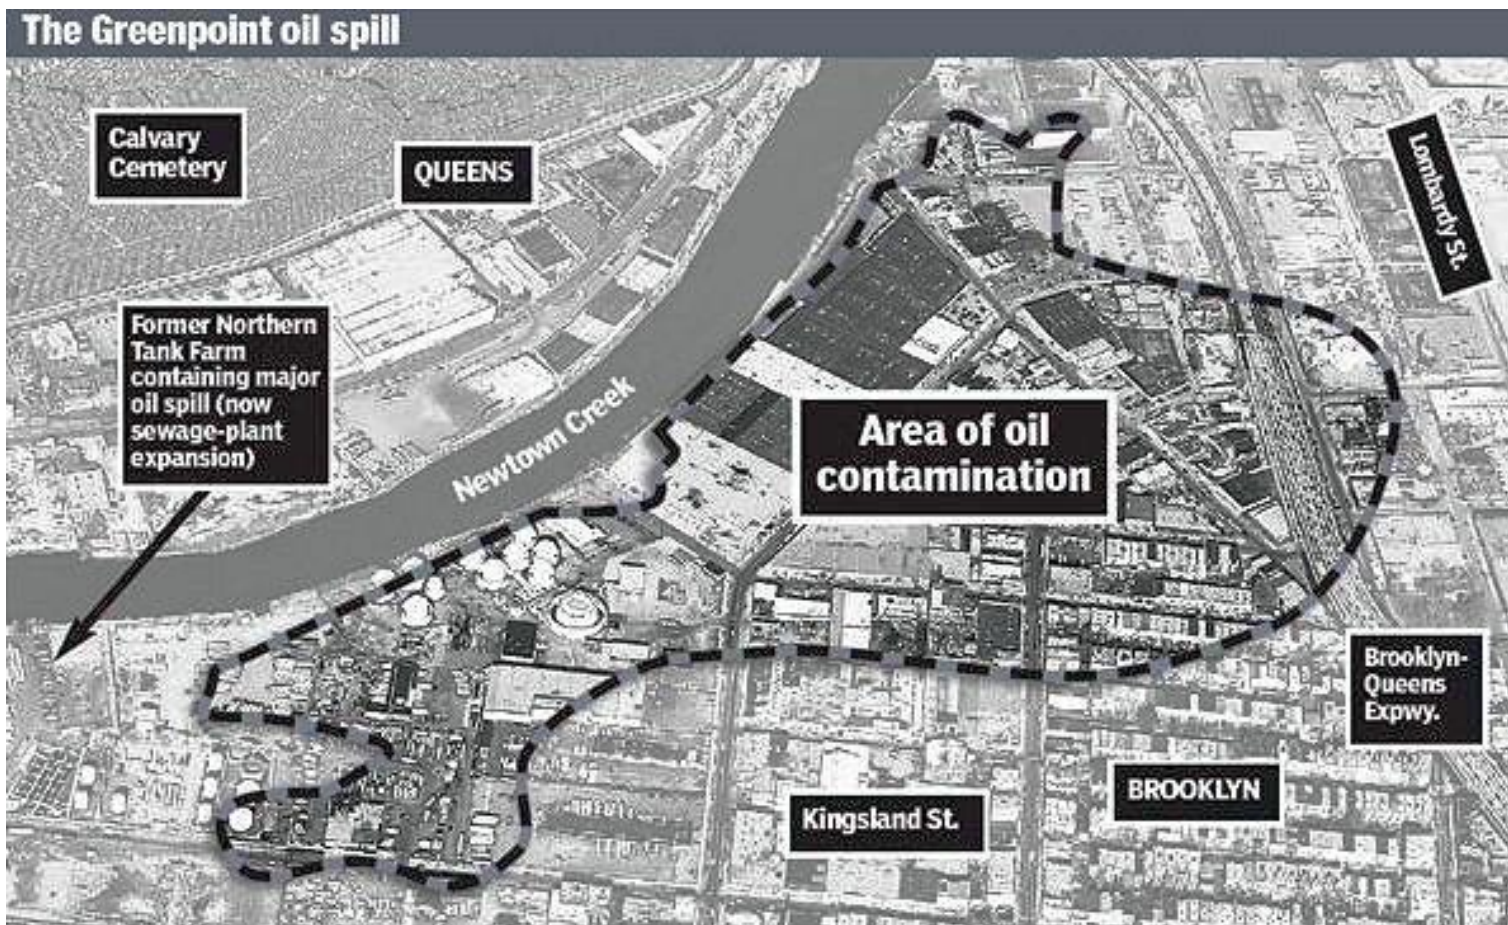 The Greenpoint oil spill
Calvary
Cemetery
QUEENS
Lombardy St.
Former Northern
Tank Farm
containing major
oil spill (now
sewage-plant
expansion)
Newtown Creek
Area of oil
contamination
Brooklyn-
Queens
Expwy.
BROOKLYN
Kingsland St.